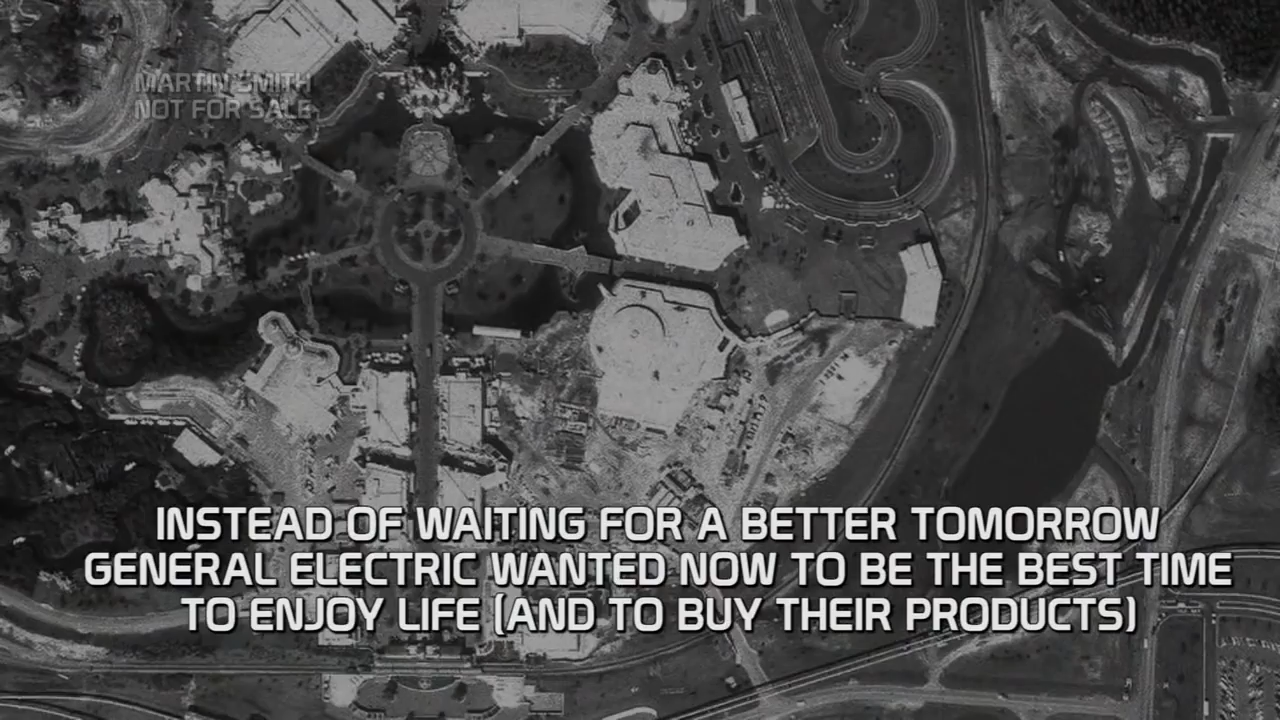 MARTIN SMITH
NOT FOR SALE
INSTEAD OF WAITING FOR A BETTER TOMORROW
GENERAL ELECTRIC WANTED NOW TO BE THE BEST TIME
TO ENJOY LIFE (AND TO BUY THEIR PRODUCTS)